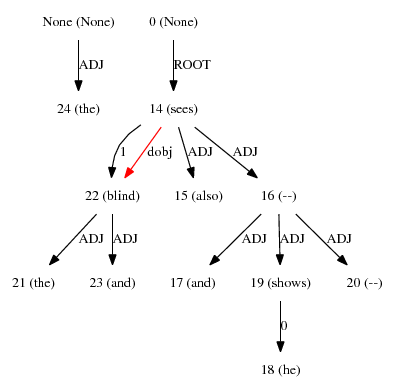 None (None) 0 (None)
ADJ ROOT
24 (the) 14 (sees)
1 dobj ADJ ADJ
22 (blind) 15 (also) 16 (--)
ADJ ADJ ADJ ADJ ADJ
21 (the) 23 (and) 17 (and) 19 (shows) 20 (--)
0
18 (he)